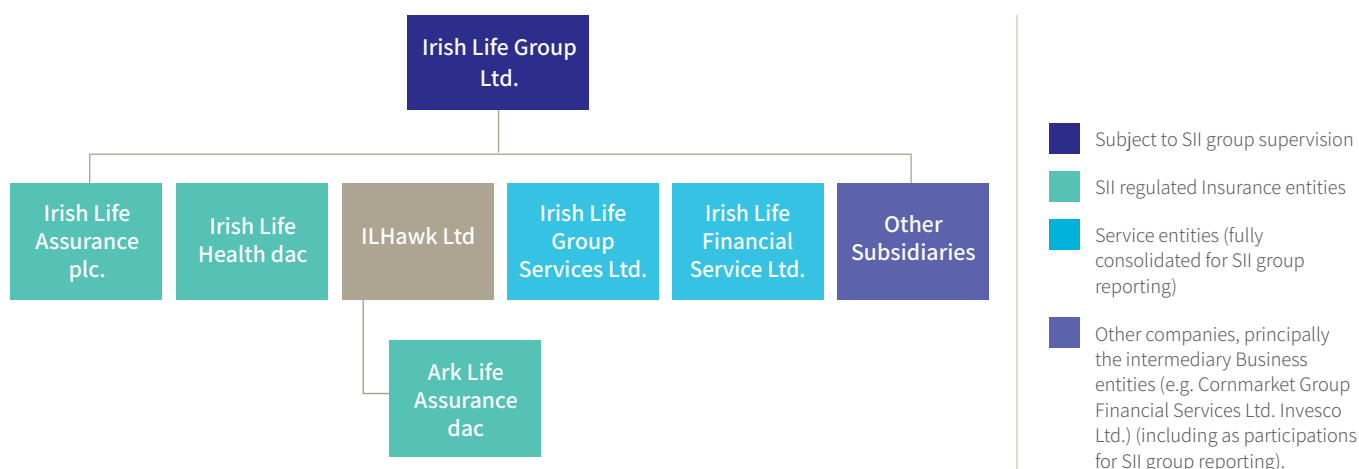 Irish Life Group
Ltd.
Irish Life
Assurance
plc.
Irish Life
Health dac
ILHawk Ltd
Irish Life
Group
Services Ltd.
Irish Life
Financial
Service Ltd.
Other
Subsidiaries
Ark Life
Assurance
dac
Subject to SII group supervision
SII regulated Insurance entities
Service entities (fully
consolidated for SII group
reporting)
Other companies, principally
the intermediary Business
entities (e.g. Cornmarket Group
Financial Services Ltd. Invesco
Ltd.) (including as participations
for SII group reporting).